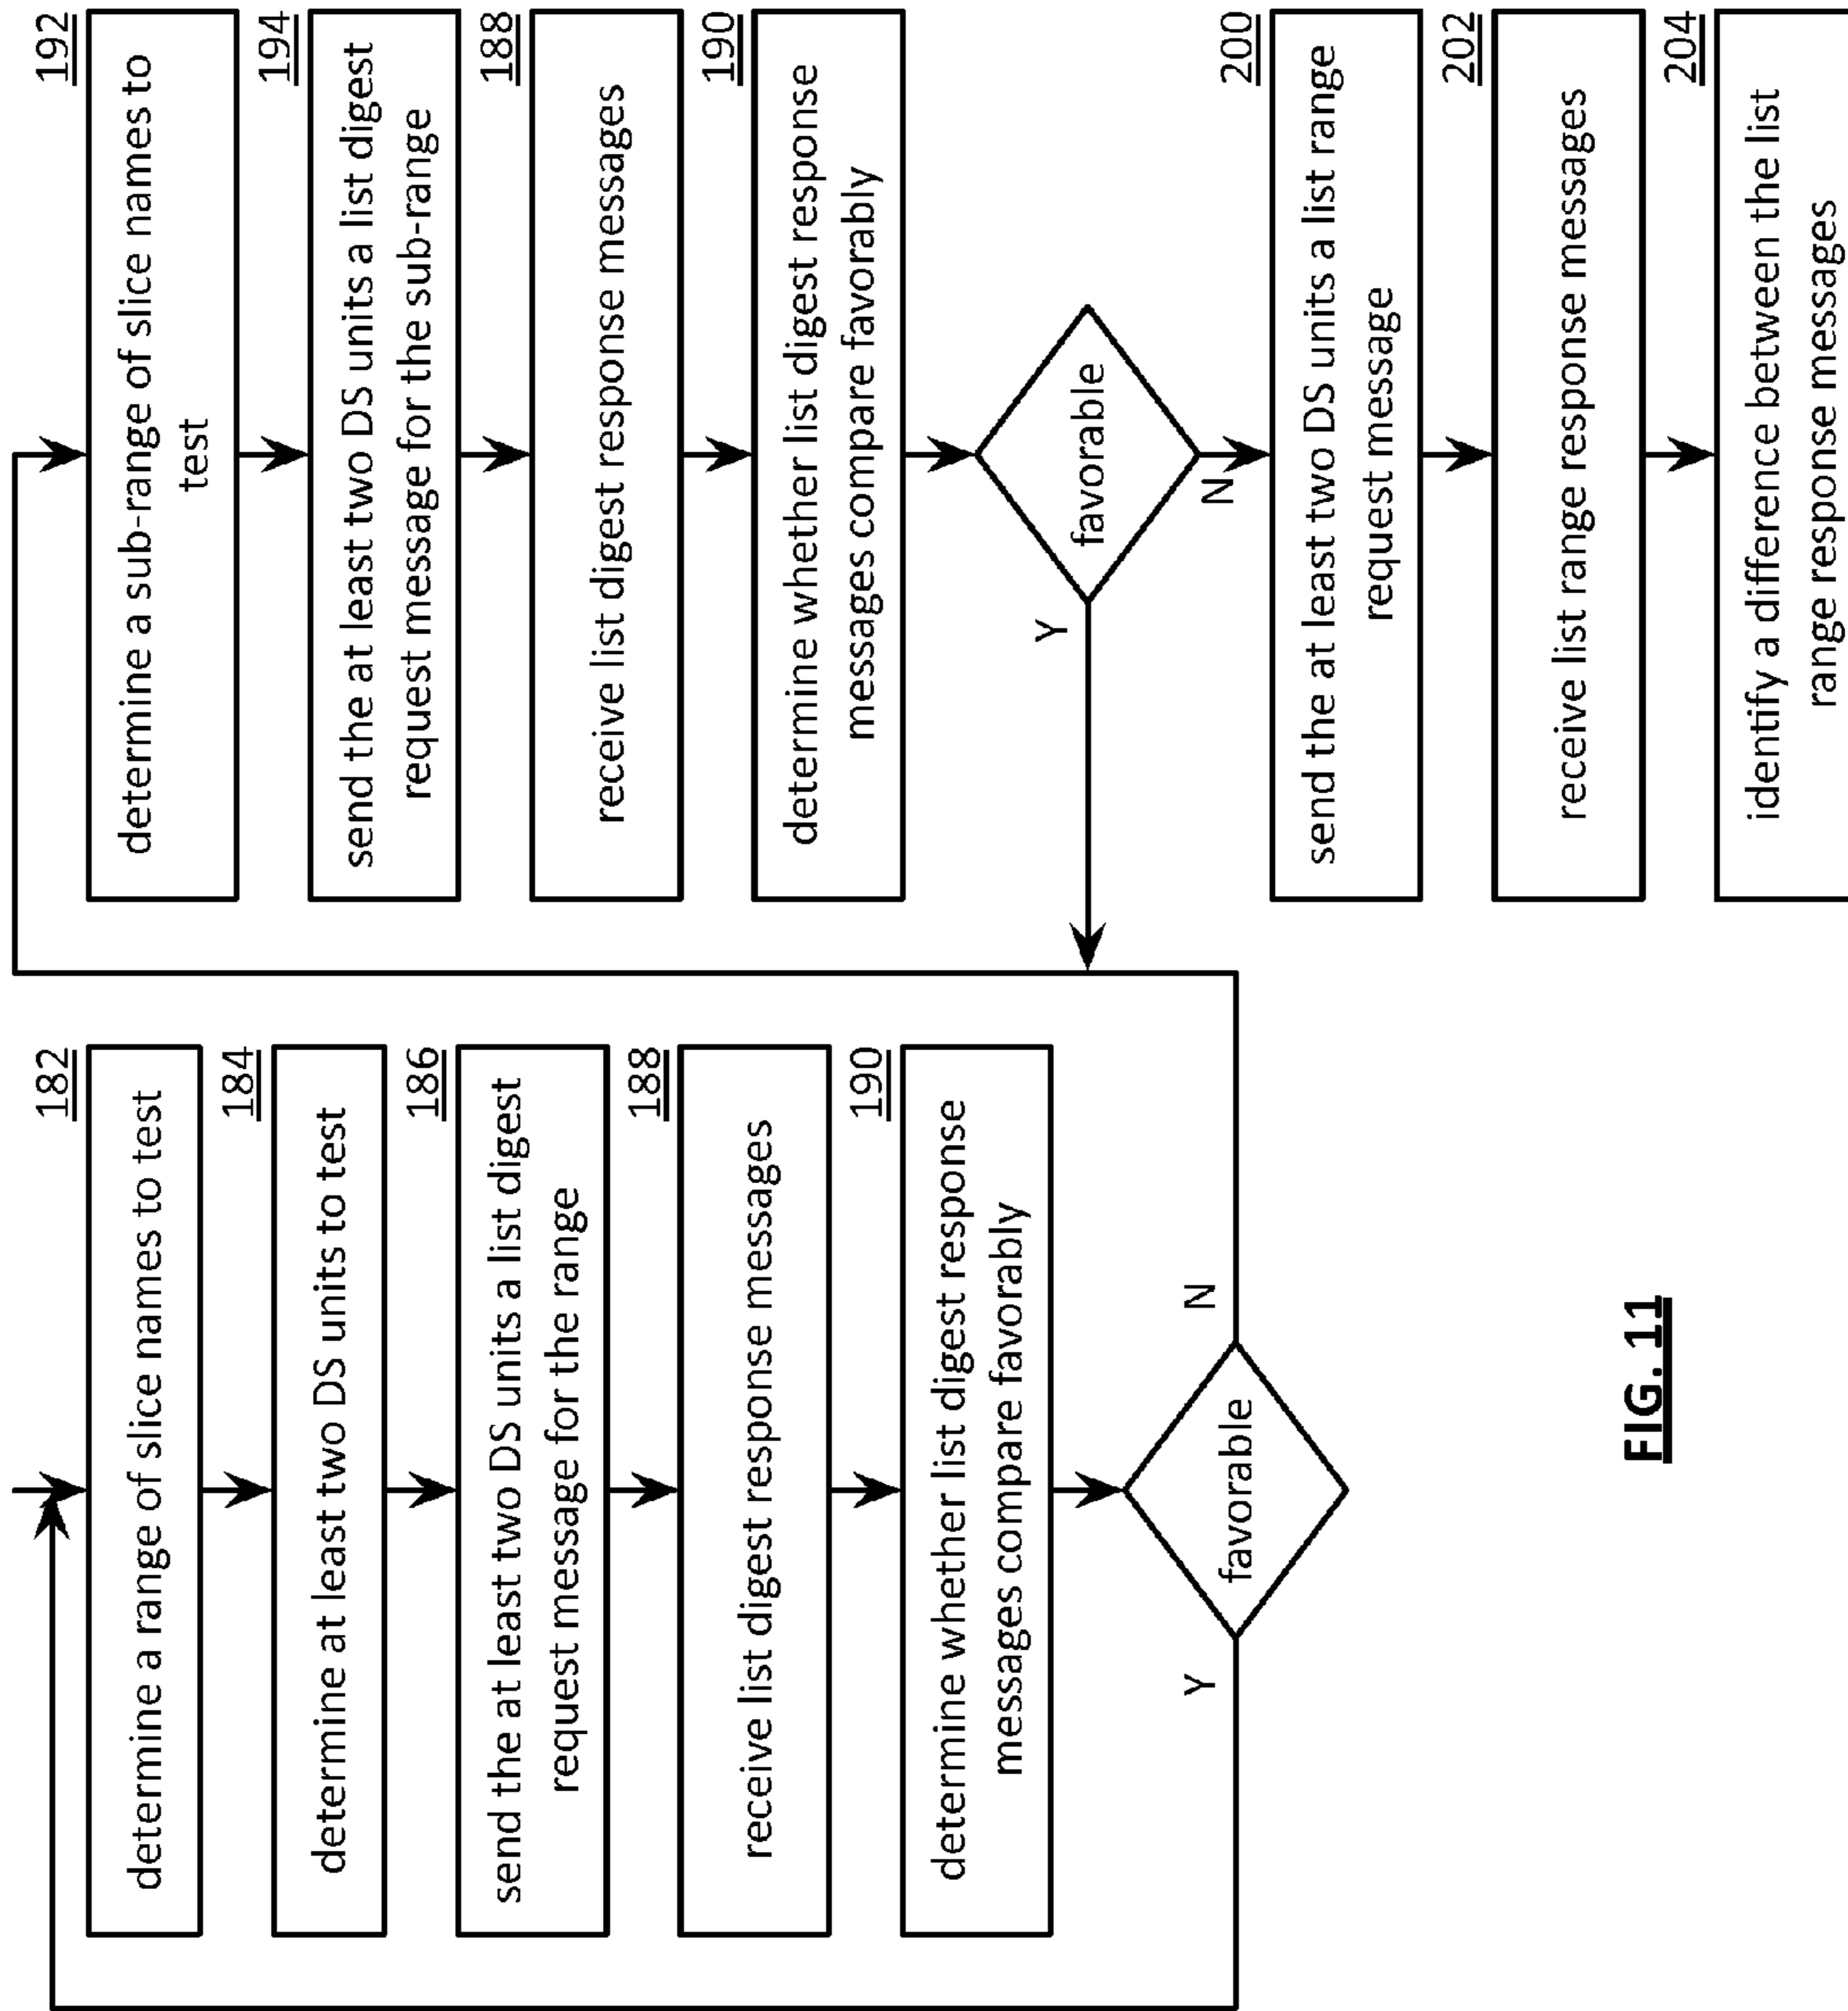 182
determine a range of slice names to test
184
determine at least two DS units to test
186
send the at least two DS units a list digest
request message for the range
188
receive list digest response messages
190
determine whether list digest response
messages compare favorably
favorable
Y
N
192
determine a sub-range of slice names to
test
194
send the at least two DS units a list digest
request message for the sub-range
188
receive list digest response messages
190
determine whether list digest response
messages compare favorably
favorable
Y
N
200
send the at least two DS units a list range
request message
202
receive list range response messages
204
identify a difference between the list
range response messages
FIG. 11